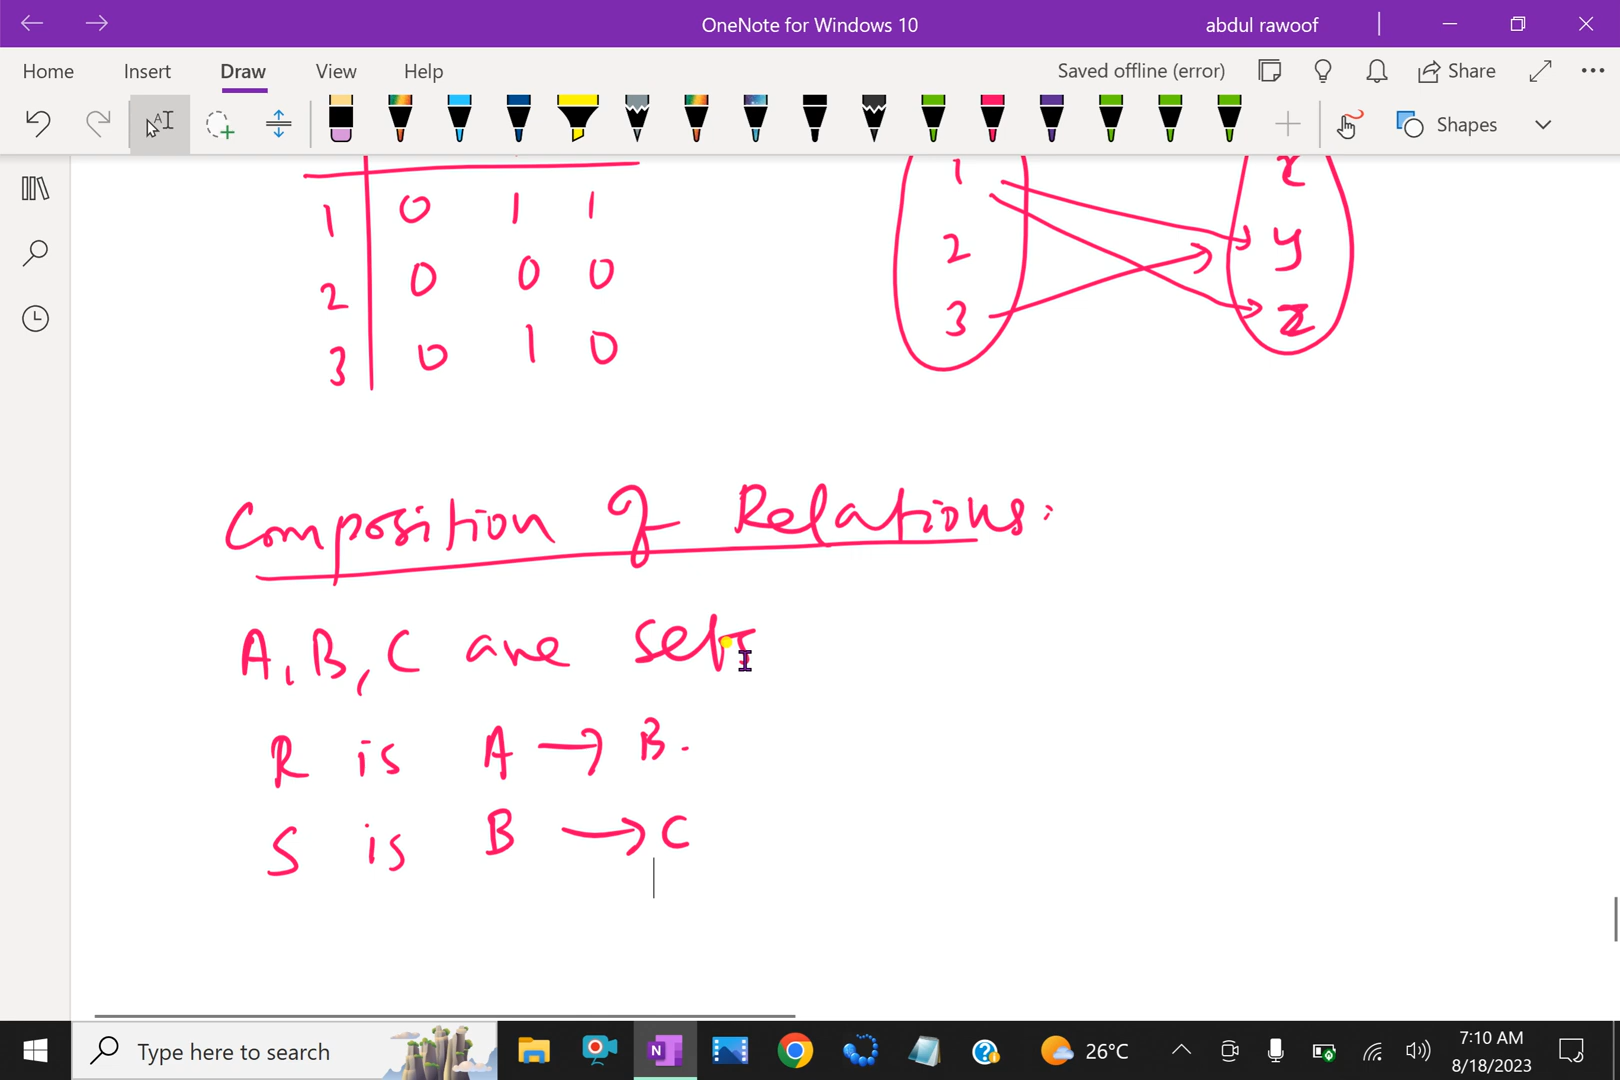 OneNote for Windows 10
abdul rawoof
Home Insert Draw View Help
Saved offline (error)
Share
Shapes
1 0 1 1
2 0 0 0
3 0 1 0
1
2
3
x
y
z
Composition of Relations:
A, B, C are sets
R is A → B.
S is B → C
Type here to search
26°C
7:10 AM
8/18/2023